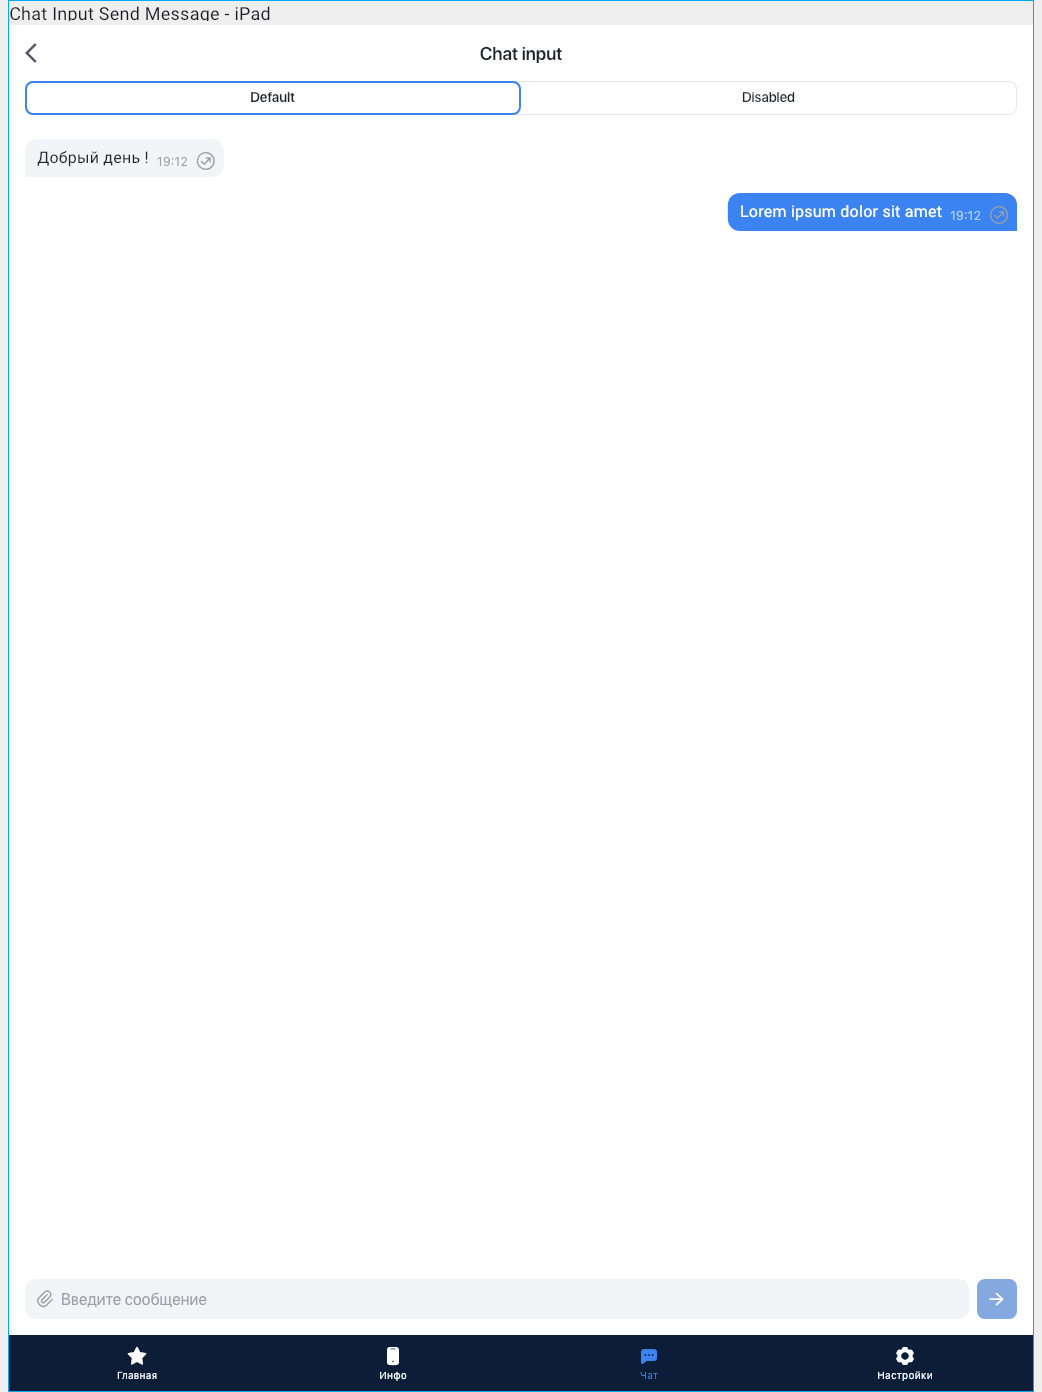 Chat Input Send Message - iPad
Chat input
Default
Disabled
Добрый день ! 19:12
Lorem ipsum dolor sit amet 19:12
Введите сообщение
Главная
Инфо
Чат
Настройки